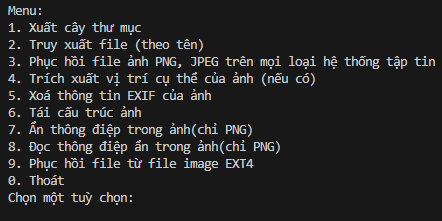 Menu:
1. Xuất cây thư mục
2. Truy xuất file (theo tên)
3. Phục hồi file ảnh PNG, JPEG trên mọi loại hệ thống tập tin
4. Trích xuất vị trí cụ thể của ảnh (nếu có)
5. Xoá thông tin EXIF của ảnh
6. Tái cấu trúc ảnh
7. Ẩn thông điệp trong ảnh(chỉ PNG)
8. Đọc thông điệp ẩn trong ảnh(chỉ PNG)
9. Phục hồi file từ file image EXT4
0. Thoát
Chọn một tuỳ chọn: